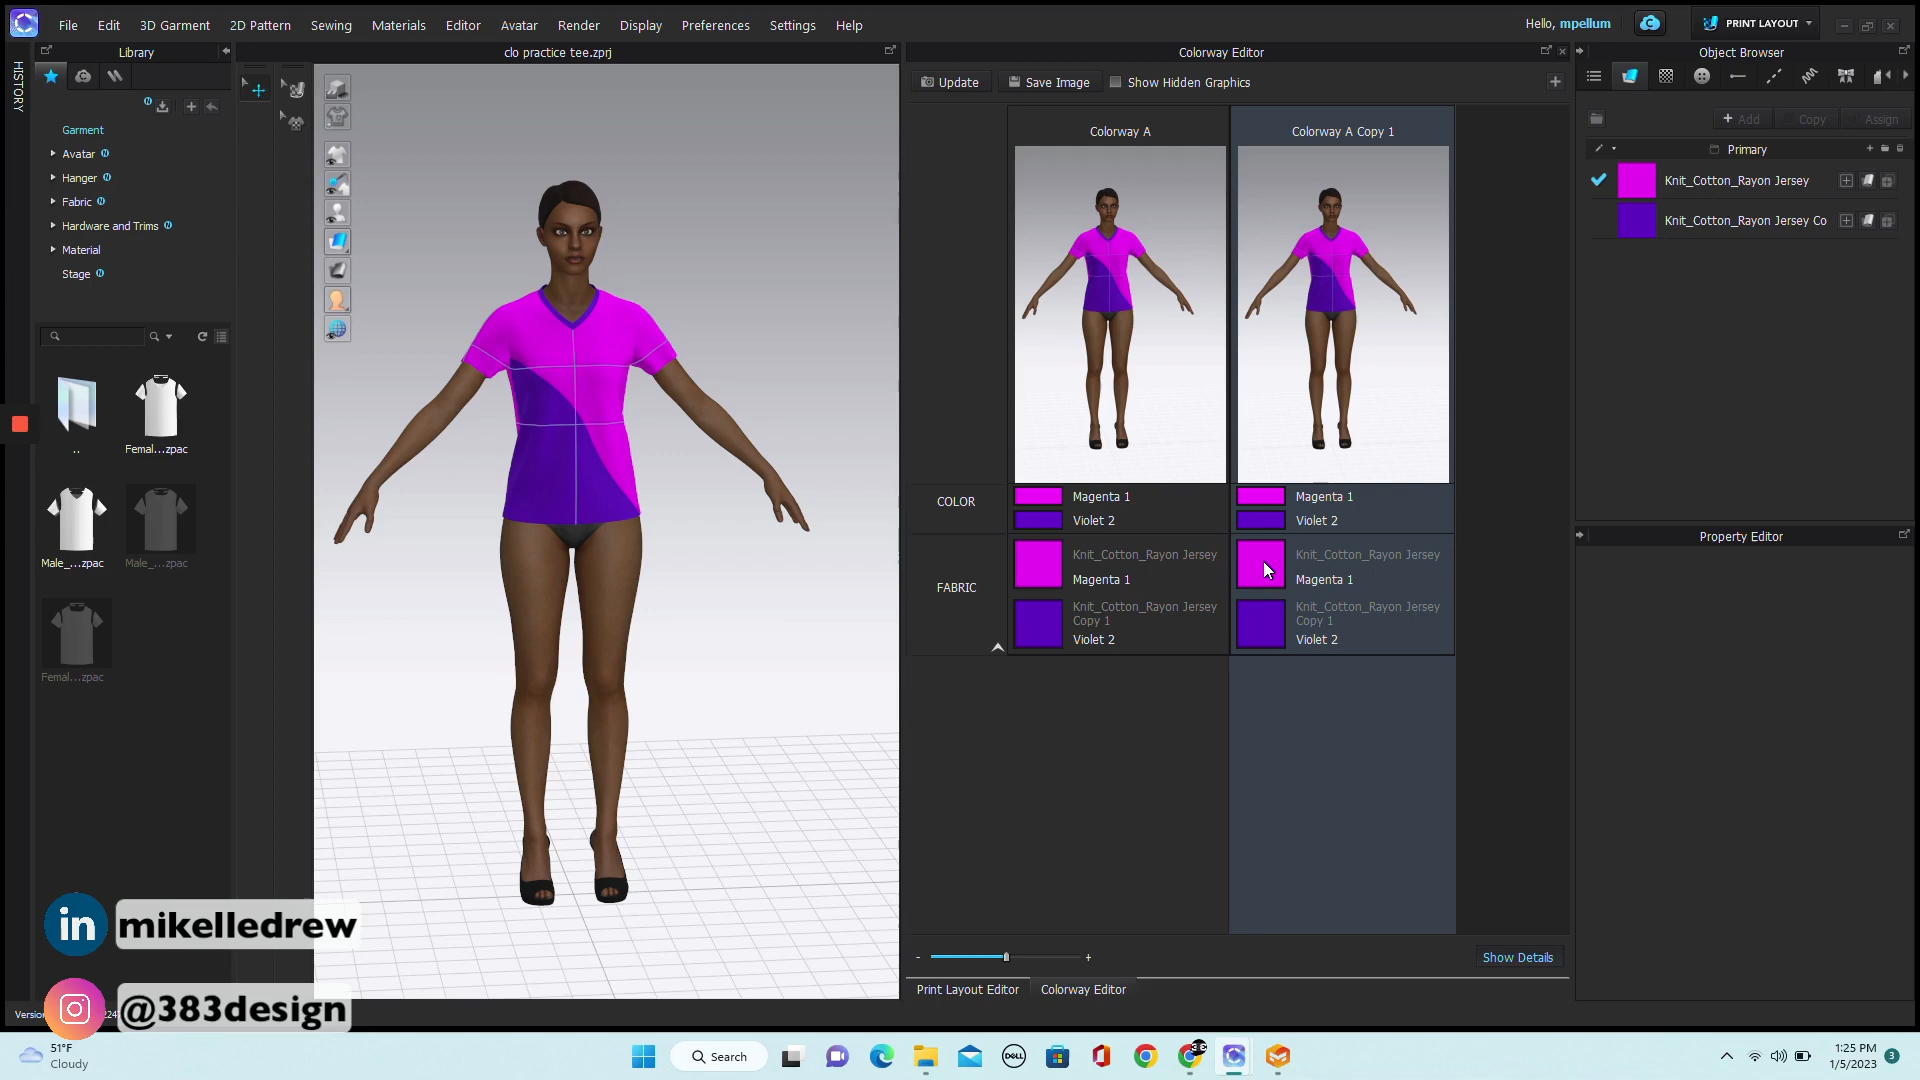 File Edit 3D Garment 2D Pattern Sewing Materials Editor Avatar Render Display Preferences Settings Help
Hello, mpellum
PRINT LAYOUT
HISTORY
Library
clo practice tee.zprj
Colorway Editor
Object Browser
Update
Save Image
Show Hidden Graphics
Garment
Avatar
Hanger
Fabric
Hardware and Trims
Material
Stage
..
Femal...zpac
Male_...zpac
Male_...zpac
Femal...zpac
Colorway A
Colorway A Copy 1
COLOR
Magenta 1
Violet 2
Magenta 1
Violet 2
FABRIC
Knit_Cotton_Rayon Jersey
Magenta 1
Knit_Cotton_Rayon Jersey
Copy 1
Violet 2
Knit_Cotton_Rayon Jersey
Magenta 1
Knit_Cotton_Rayon Jersey
Copy 1
Violet 2
Show Details
Print Layout Editor
Colorway Editor
Add
Copy
Assign
Primary
Knit_Cotton_Rayon Jersey
Knit_Cotton_Rayon Jersey Co
Property Editor
in
mikelledrew
@383design
51°F
Cloudy
Search
DELL
1:25 PM
1/5/2023
3